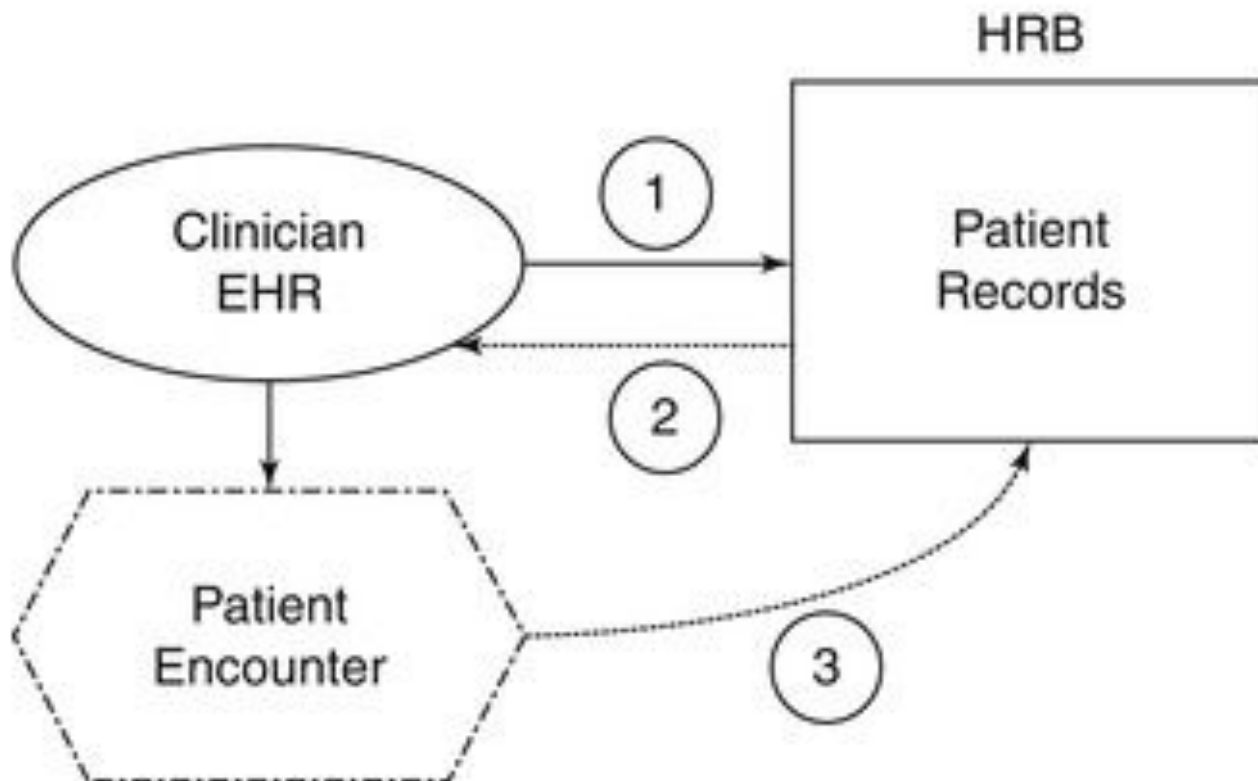 HRB
1
Clinician
EHR
Patient
Records
2
Patient
Encounter
3